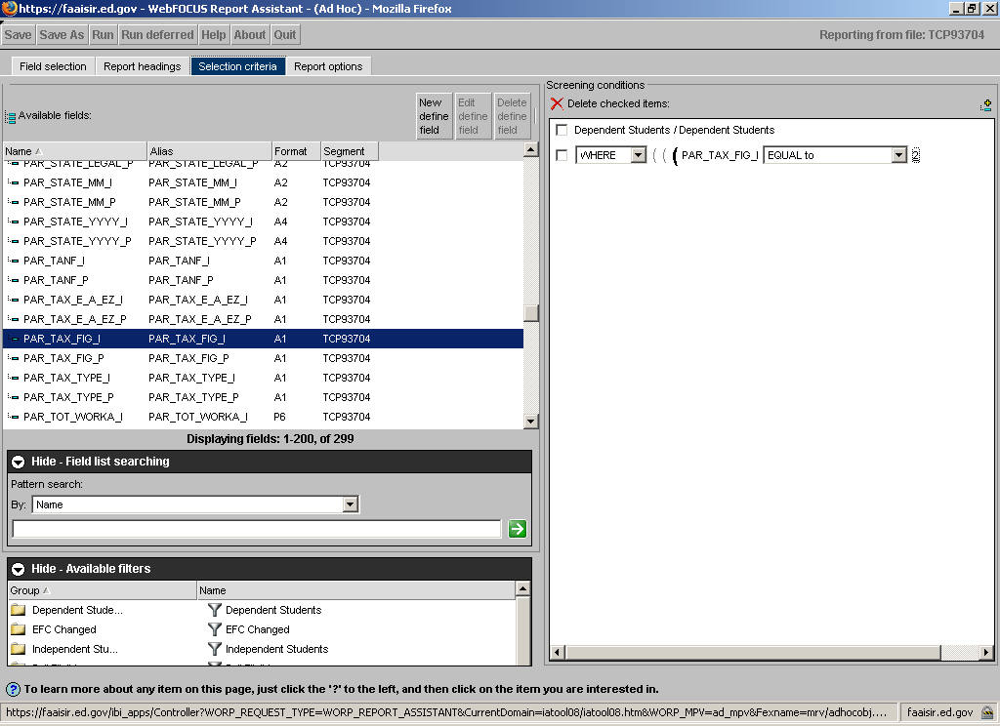 https://faaisir.ed.gov - WebFOCUS Report Assistant - (Ad Hoc) - Mozilla Firefox
Save Save As Run Run deferred Help About Quit Reporting from file: TCP93704
Field selection Report headings Selection criteria Report options
Available fields:
New define field
Edit define field
Delete define field
Name Alias Format Segment
PAR_STATE_LEGAL_P PAR_STATE_LEGAL_P A2 TCP93704
PAR_STATE_MM_I PAR_STATE_MM_I A2 TCP93704
PAR_STATE_MM_P PAR_STATE_MM_P A2 TCP93704
PAR_STATE_YYYY_I PAR_STATE_YYYY_I A4 TCP93704
PAR_STATE_YYYY_P PAR_STATE_YYYY_P A4 TCP93704
PAR_TANF_I PAR_TANF_I A1 TCP93704
PAR_TANF_P PAR_TANF_P A1 TCP93704
PAR_TAX_E_A_EZ_I PAR_TAX_E_A_EZ_I A1 TCP93704
PAR_TAX_E_A_EZ_P PAR_TAX_E_A_EZ_P A1 TCP93704
PAR_TAX_FIG_I PAR_TAX_FIG_I A1 TCP93704
PAR_TAX_FIG_P PAR_TAX_FIG_P A1 TCP93704
PAR_TAX_TYPE_I PAR_TAX_TYPE_I A1 TCP93704
PAR_TAX_TYPE_P PAR_TAX_TYPE_P A1 TCP93704
PAR_TOT_WORKA_I PAR_TOT_WORKA_I P6 TCP93704
Displaying fields: 1-200, of 299
Hide - Field list searching
Pattern search:
By: Name
Hide - Available filters
Group Name
Dependent Stude... Dependent Students
EFC Changed EFC Changed
Independent Stu... Independent Students
Screening conditions
Delete checked items:
Dependent Students / Dependent Students
WHERE ( ( ( PAR_TAX_FIG_I EQUAL to 2
? To learn more about any item on this page, just click the '?' to the left, and then click on the item you are interested in.
https://faaisir.ed.gov/ibi_apps/Controller?WORP_REQUEST_TYPE=WORP_REPORT_ASSISTANT&CurrentDomain=iatool08/iatool08.htm&WORP_MPV=ad_mpv&Fexname=mrv/adhocobj.... faaisir.ed.gov